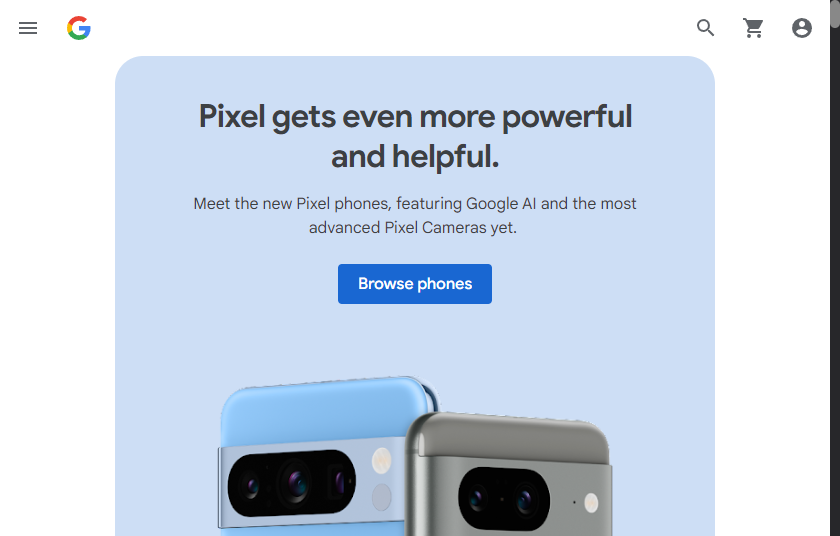 Pixel gets even more powerful
and helpful.
Meet the new Pixel phones, featuring Google AI and the most
advanced Pixel Cameras yet.
Browse phones